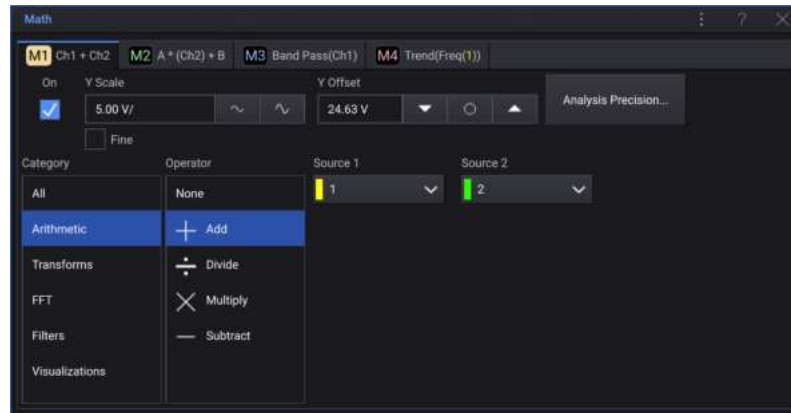 Math
?
M1 Ch1 + Ch2 M2 A * (Ch2) + B M3 Band Pass(Ch1) M4 Trend(Freq(1))
On Y Scale Y Offset
5.00 V/ 24.63 V Analysis Precision...
Fine
Category Operator Source 1 Source 2
All None 1 2
Arithmetic Add
Transforms Divide
FFT Multiply
Filters Subtract
Visualizations